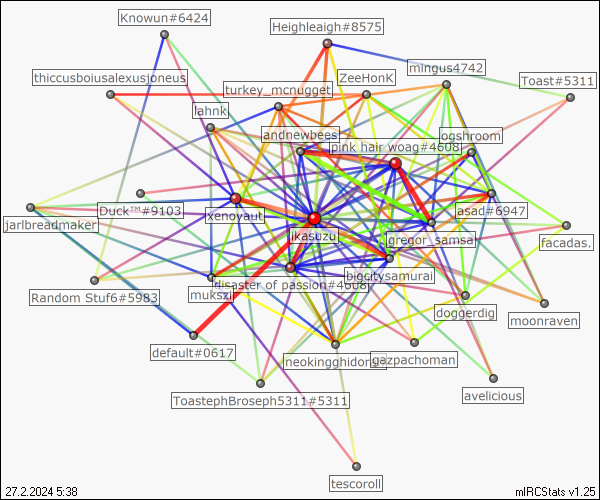 Knowun#6424
Heighleaigh#8575
thiccusboiusalexusjoneus
ZeeHonK
mingus4742
Toast#5311
turkey_mcnugget
lahnk
andnewbees
ogshroom
pink hair woag#4608
Duck™#9103
xenoyaut
asad#6947
jarlbreadmaker
ikasuzu
gregor_samsa
facadas.
bigcitysamurai
disaster of passion#4608
Random Stuf6#5983
mukszi
doggerdig
moonraven
default#0617
neokingghidorah
gazpachoman
ToastephBroseph5311#5311
avelicious
tescoroll
27.2.2024 5:38
mIRCStats v1.25